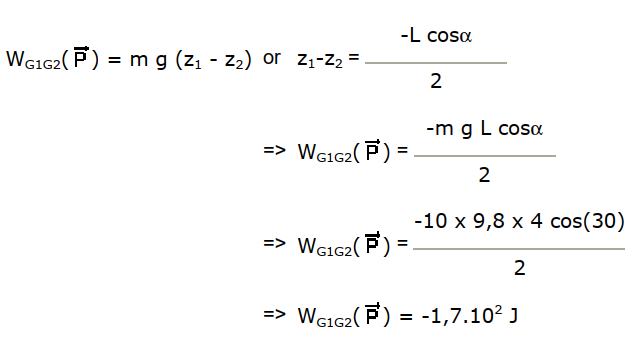 W_G1G2(P⃗) = m g (z₁ - z₂) or z₁-z₂ = -L cosα / 2
=> W_G1G2(P⃗) = -m g L cosα / 2
=> W_G1G2(P⃗) = -10 x 9,8 x 4 cos(30) / 2
=> W_G1G2(P⃗) = -1,7.10² J